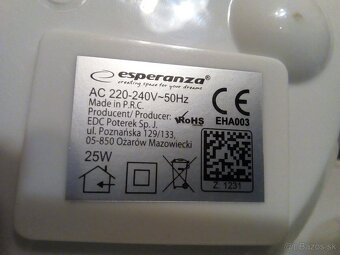 esperanza®
creating space for your dreams
AC 220-240V~50Hz
Made in P.R.C.
Producent/ Producer:
EDC Poterek Sp. J.
ul. Poznańska 129/133,
05-850 Ożarów Mazowiecki
25W
RoHS
CE
EHA003
Z 1231
Bazos.sk